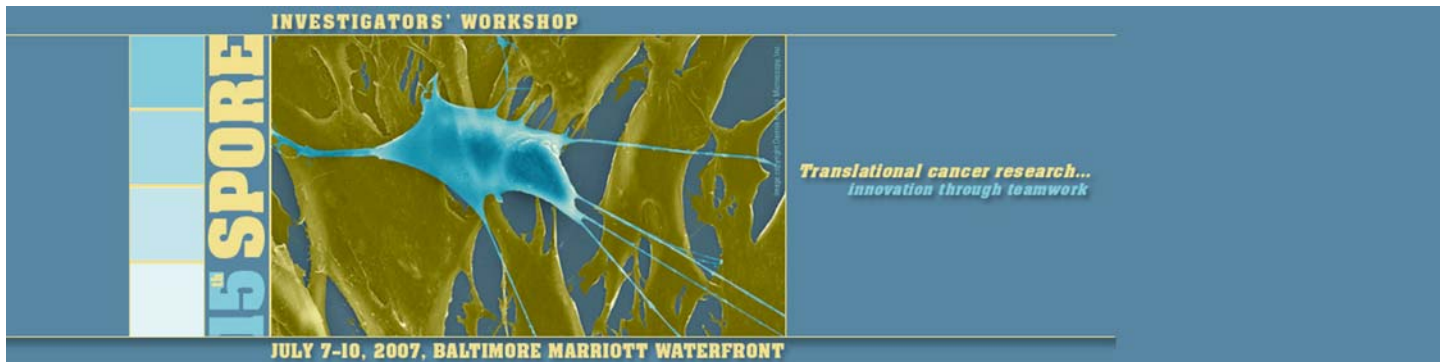 INVESTIGATORS' WORKSHOP
15th SPORE
Translational cancer research...
innovation through teamwork
JULY 7-10, 2007, BALTIMORE MARRIOTT WATERFRONT